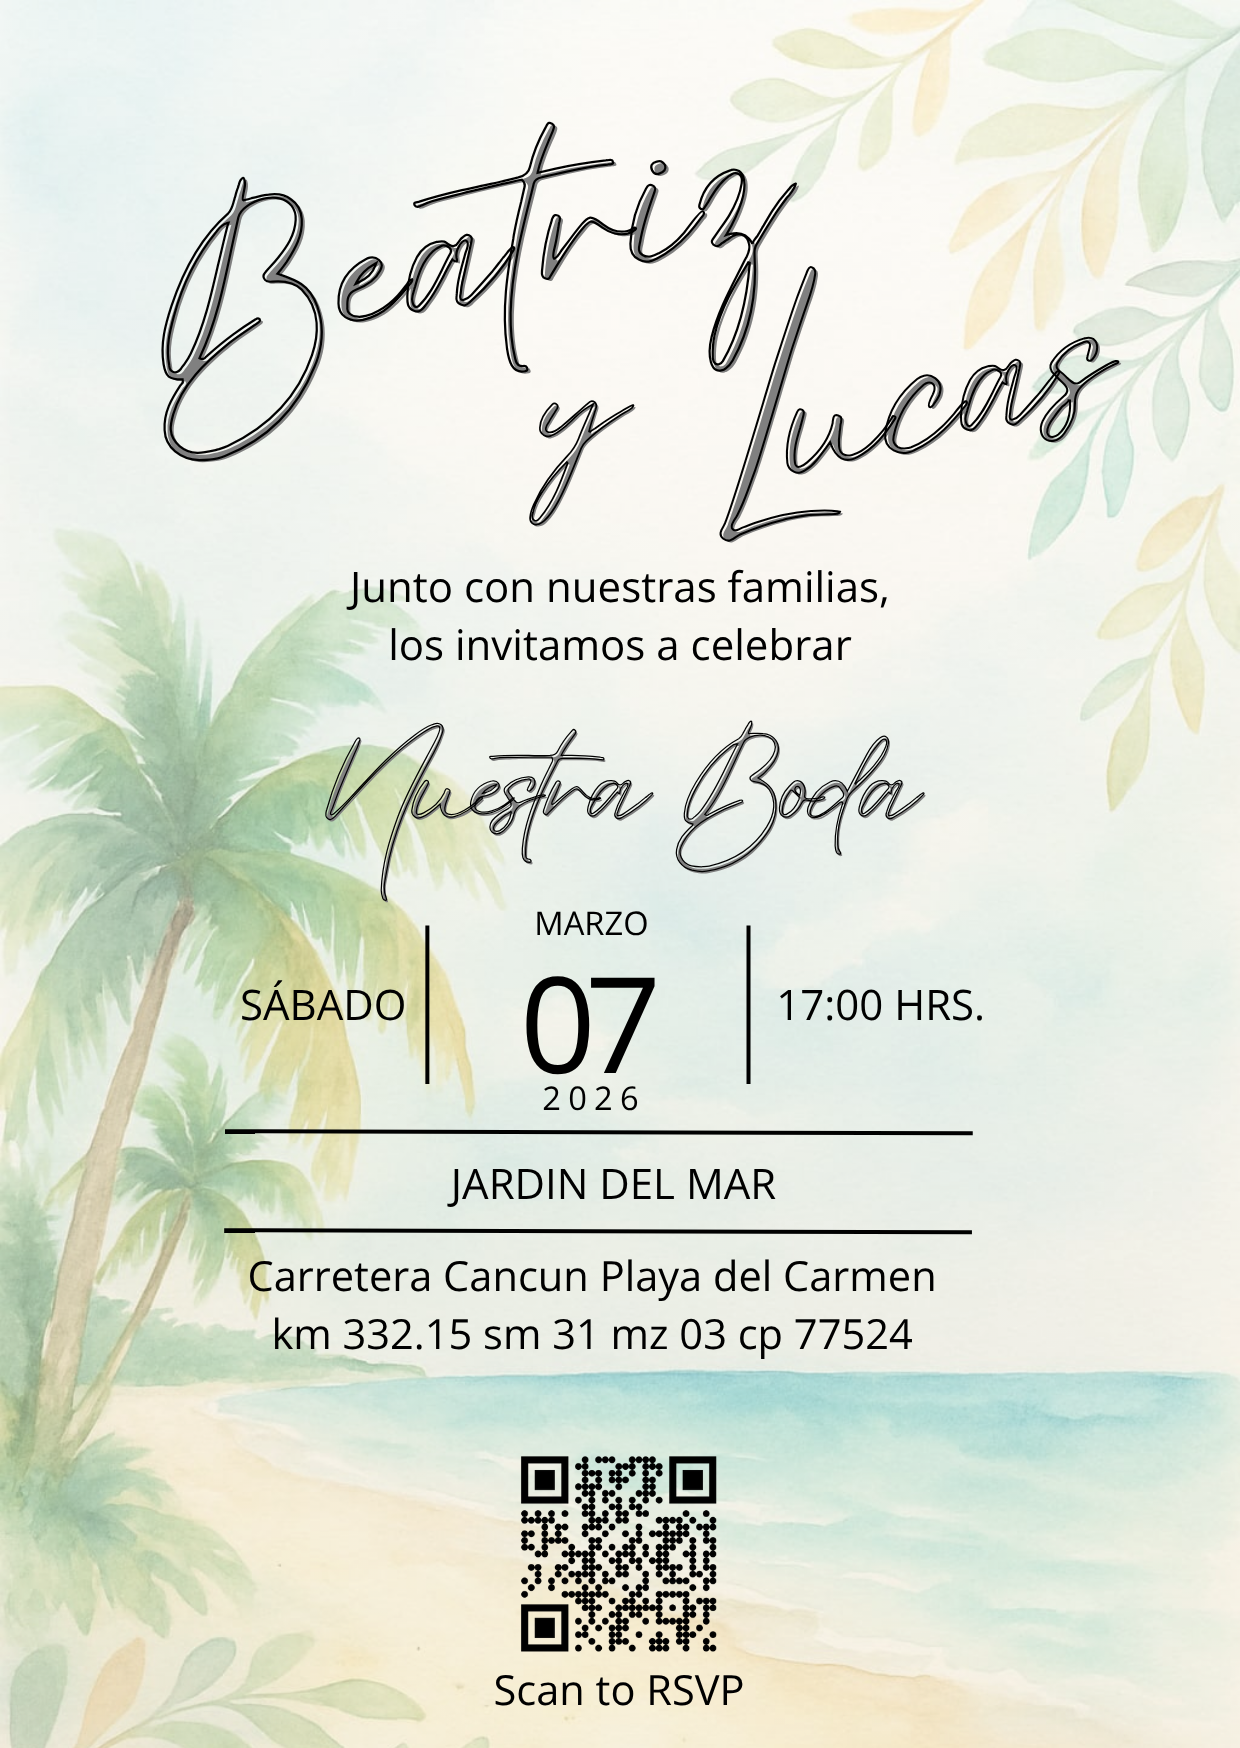 Beatriz
y Lucas
Junto con nuestras familias,
los invitamos a celebrar
Nuestra Boda
MARZO
SÁBADO 07 17:00 HRS.
2026
JARDIN DEL MAR
Carretera Cancun Playa del Carmen
km 332.15 sm 31 mz 03 cp 77524
Scan to RSVP